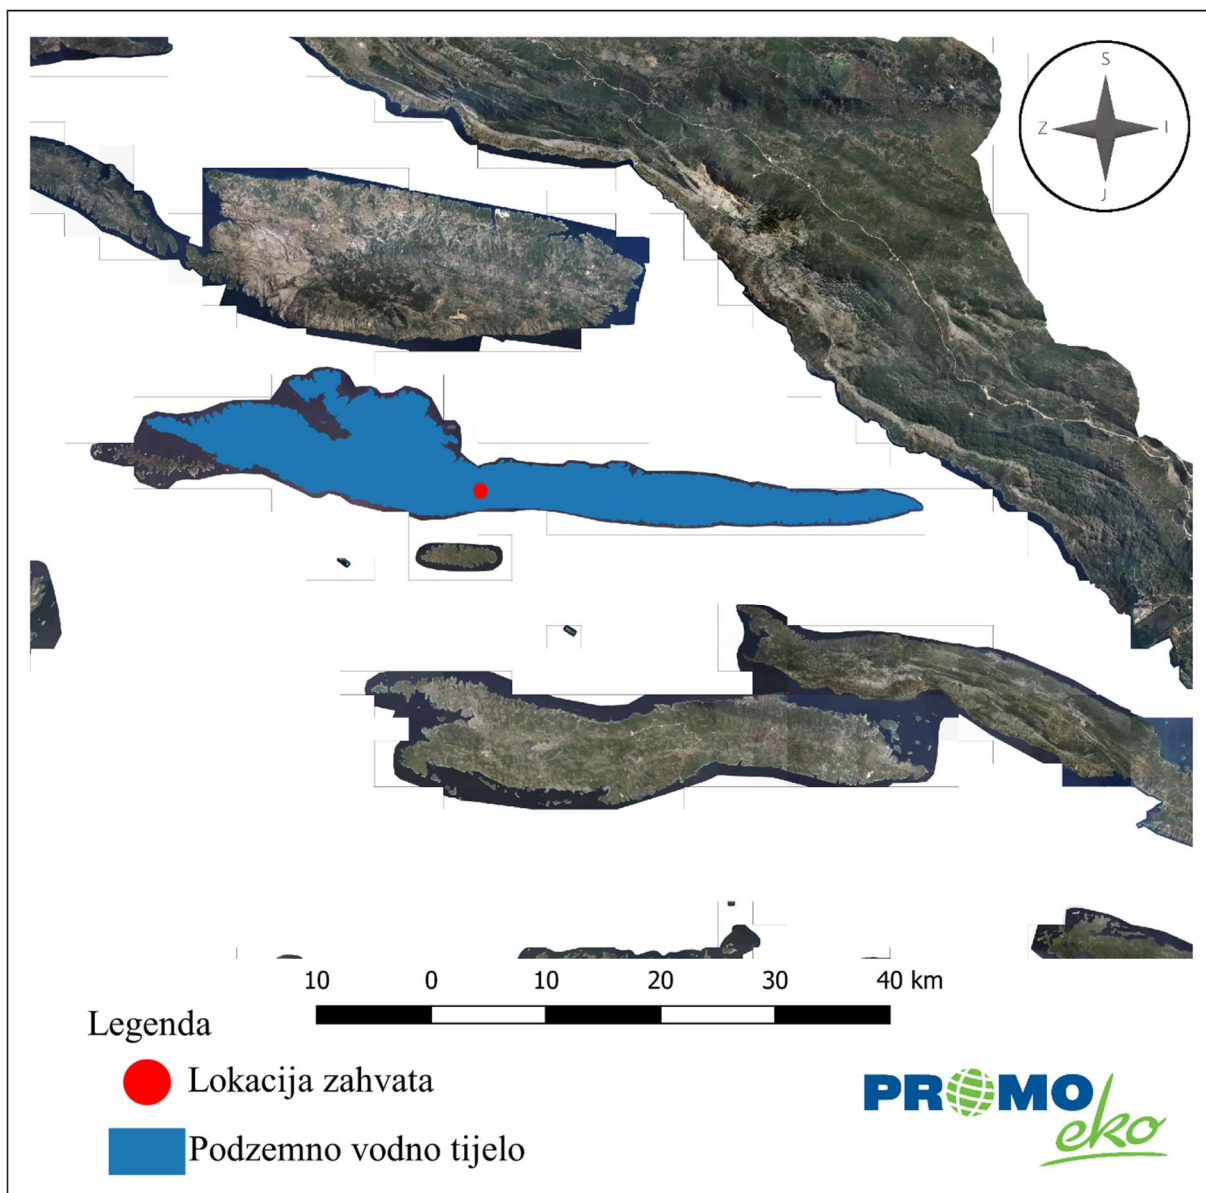 S
Z I
J
10 0 10 20 30 40 km
Legenda
Lokacija zahvata
Podzemno vodno tijelo
PROMO
eko